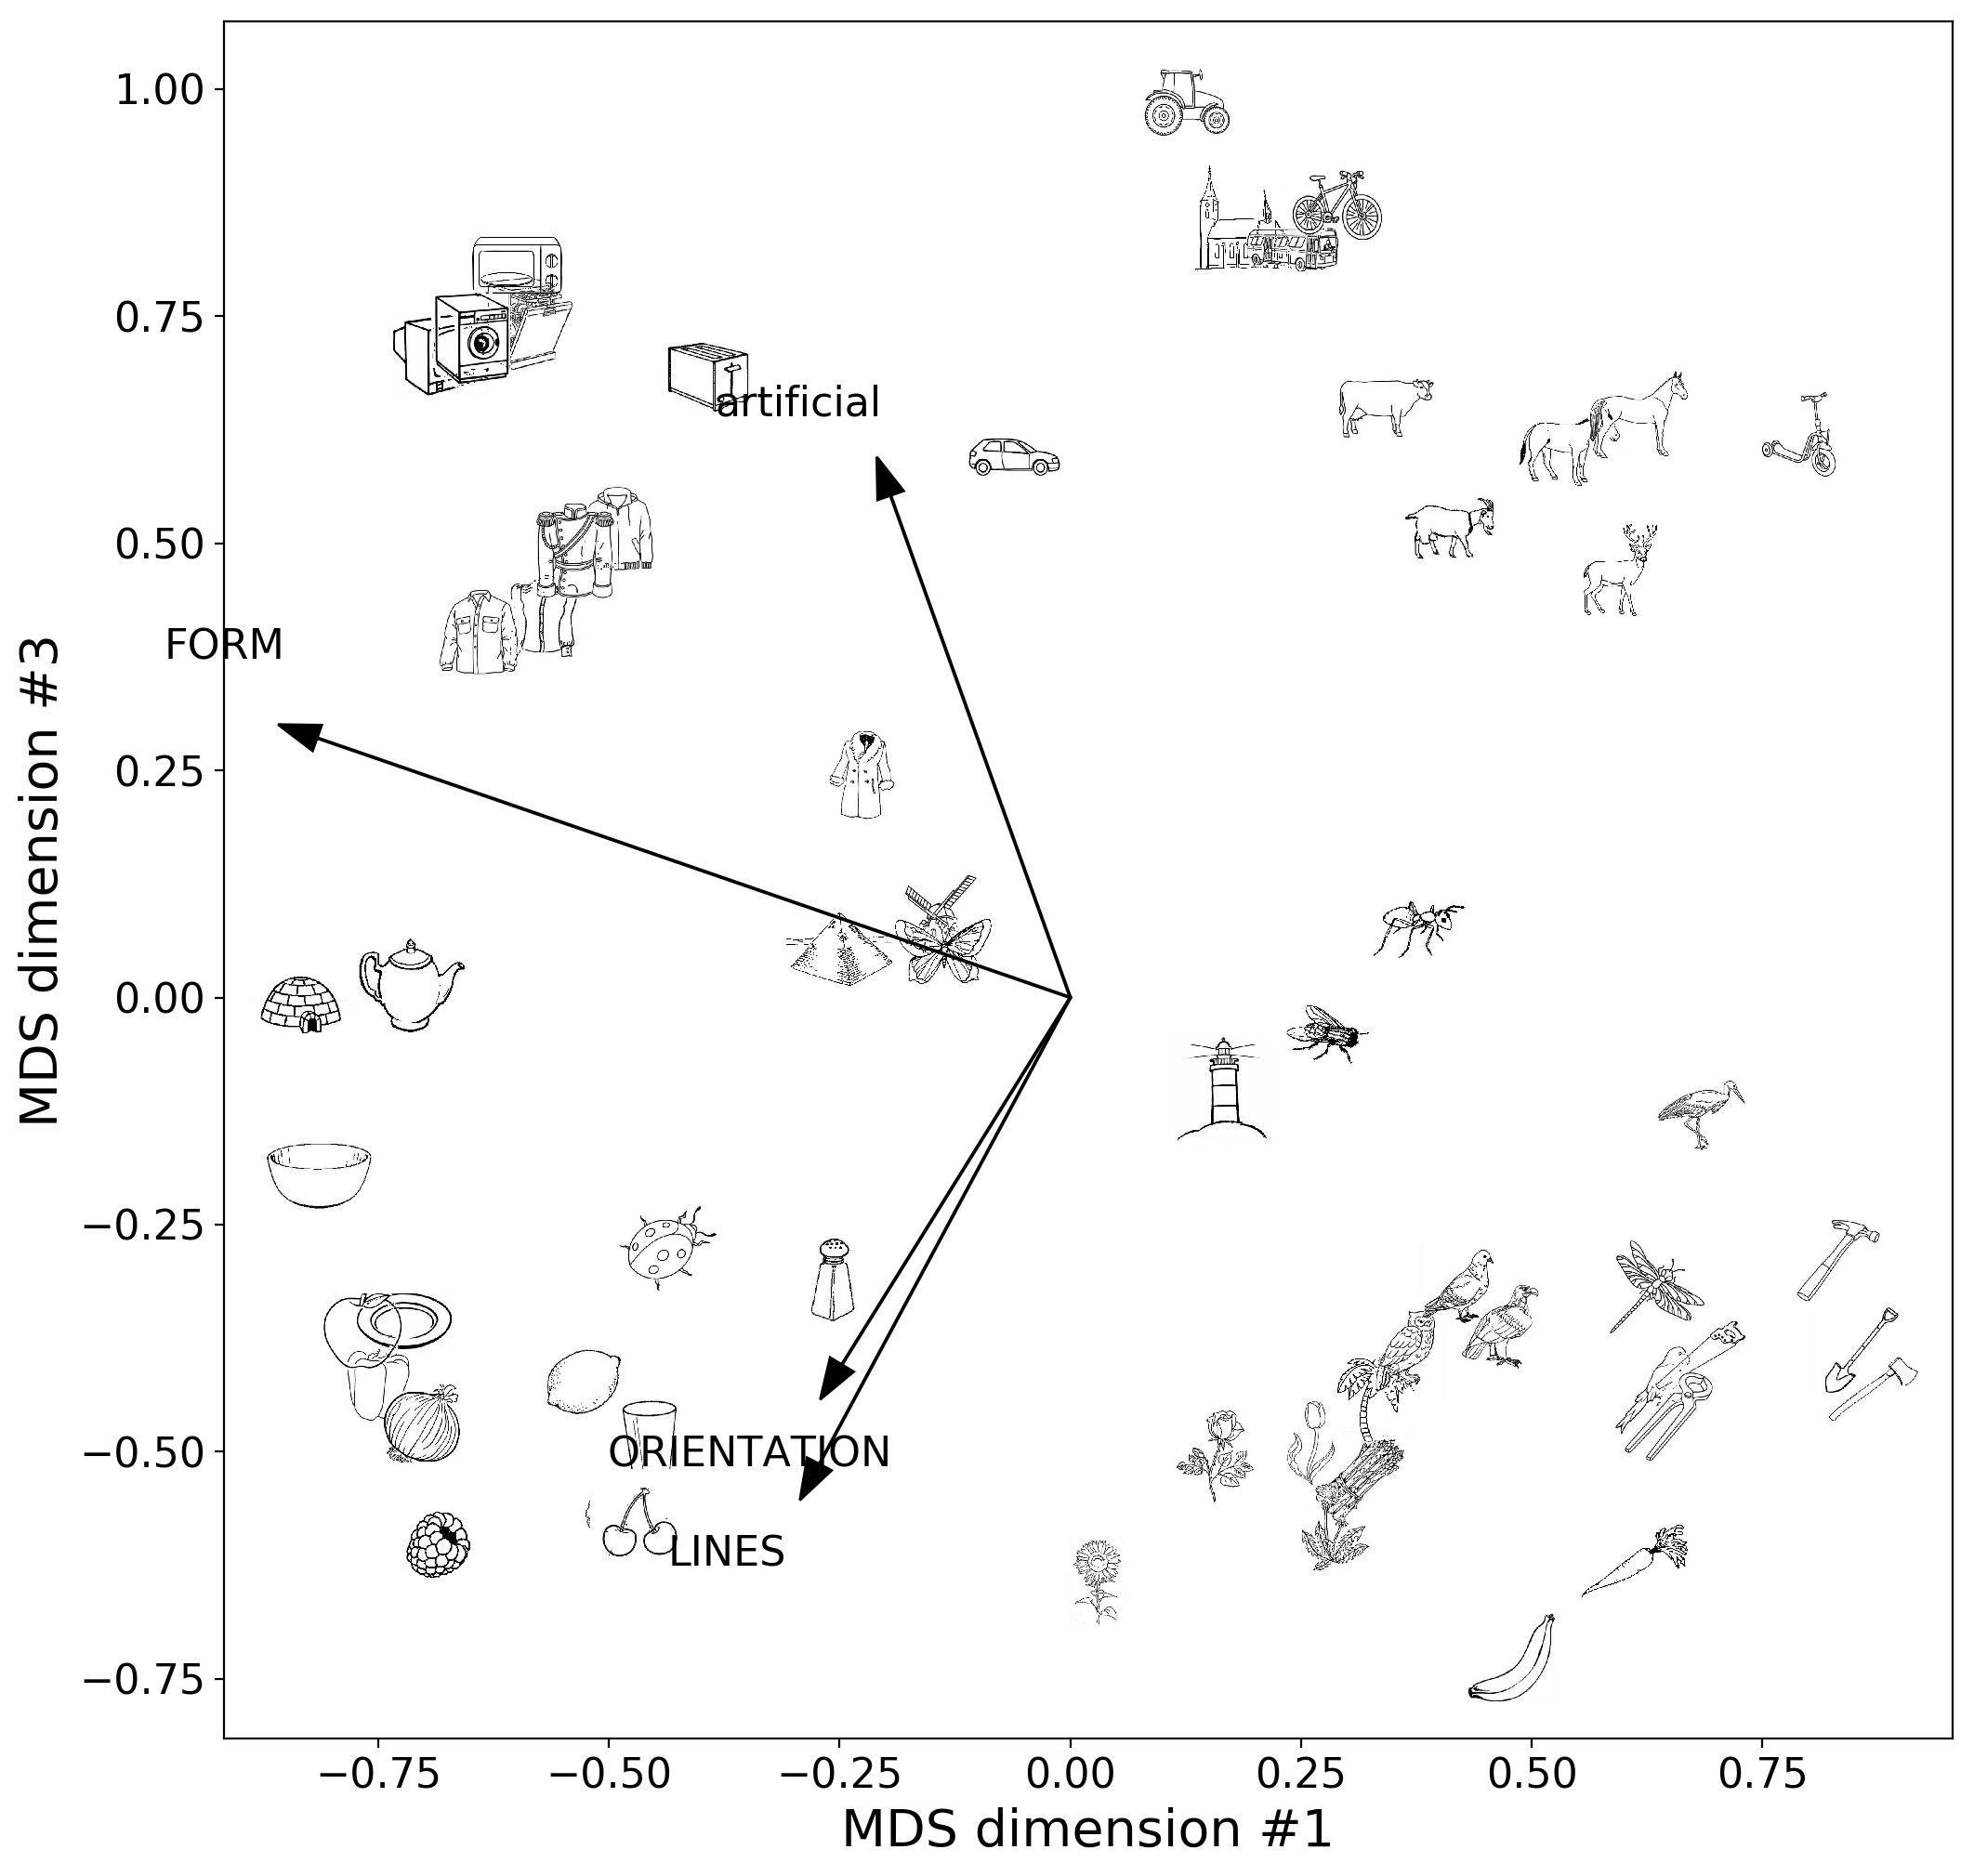 1.00
0.75
0.50
0.25
0.00
−0.25
−0.50
−0.75
MDS dimension #3
artificial
FORM
ORIENTATION
LINES
−0.75 −0.50 −0.25 0.00 0.25 0.50 0.75
MDS dimension #1